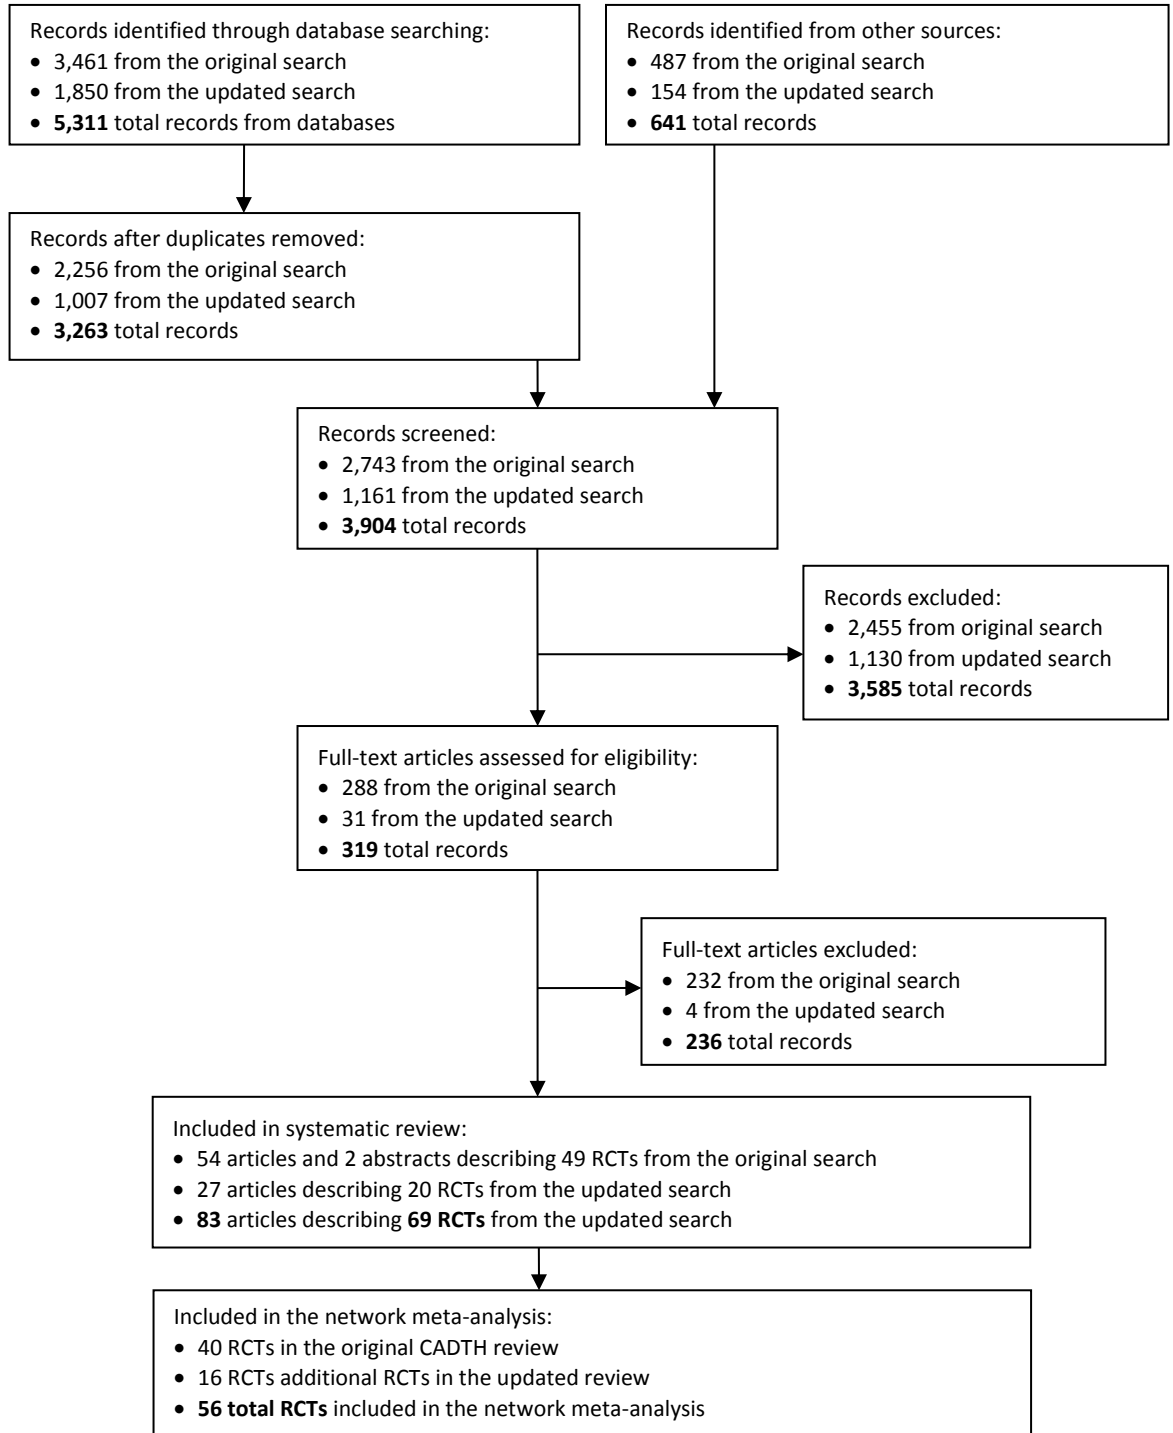 Records identified through database searching:
• 3,461 from the original search
• 1,850 from the updated search
• 5,311 total records from databases
Records identified from other sources:
• 487 from the original search
• 154 from the updated search
• 641 total records
Records after duplicates removed:
• 2,256 from the original search
• 1,007 from the updated search
• 3,263 total records
Records screened:
• 2,743 from the original search
• 1,161 from the updated search
• 3,904 total records
Records excluded:
• 2,455 from original search
• 1,130 from updated search
• 3,585 total records
Full-text articles assessed for eligibility:
• 288 from the original search
• 31 from the updated search
• 319 total records
Full-text articles excluded:
• 232 from the original search
• 4 from the updated search
• 236 total records
Included in systematic review:
• 54 articles and 2 abstracts describing 49 RCTs from the original search
• 27 articles describing 20 RCTs from the updated search
• 83 articles describing 69 RCTs from the updated search
Included in the network meta-analysis:
• 40 RCTs in the original CADTH review
• 16 RCTs additional RCTs in the updated review
• 56 total RCTs included in the network meta-analysis